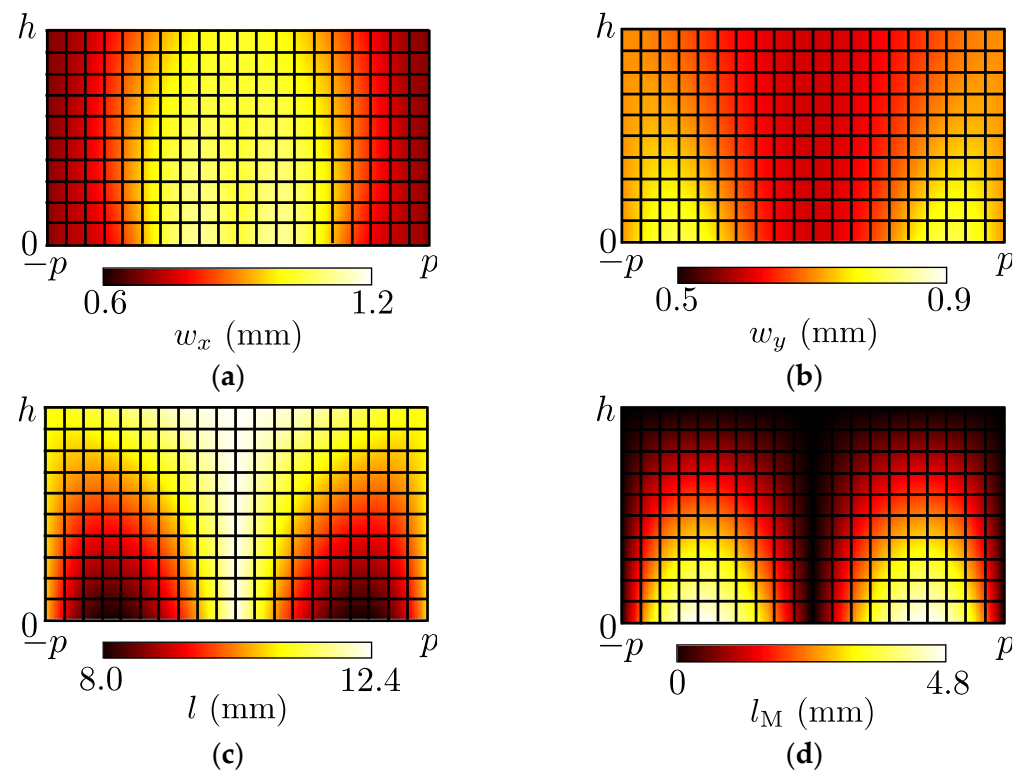 h
0
−p p
0.6 1.2
w_x (mm)
(a)
h
0
−p p
0.5 0.9
w_y (mm)
(b)
h
0
−p p
8.0 12.4
l (mm)
(c)
h
0
−p p
0 4.8
l_M (mm)
(d)